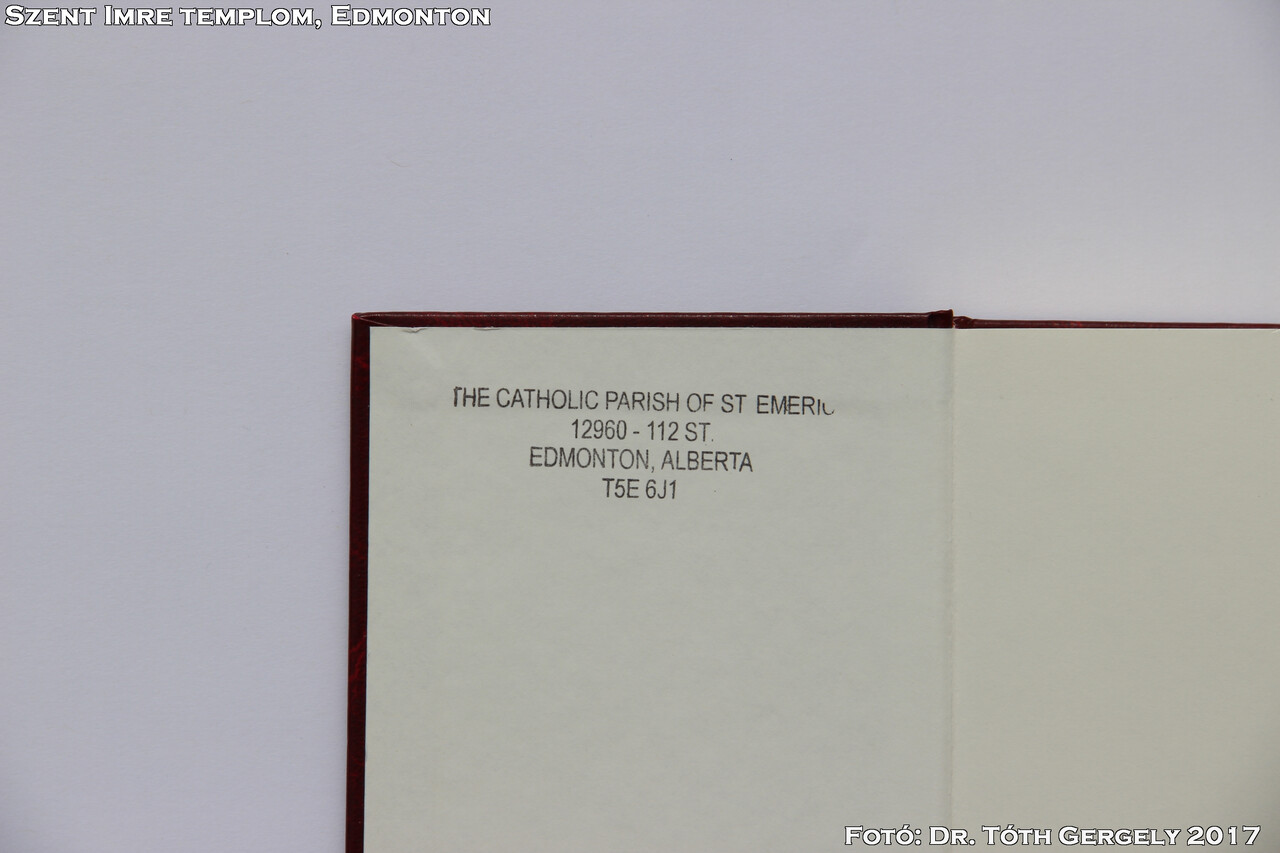 Szent Imre templom, Edmonton
THE CATHOLIC PARISH OF ST EMERIC
12960 - 112 ST.
EDMONTON, ALBERTA
T5E 6J1
Fotó: Dr. Tóth Gergely 2017